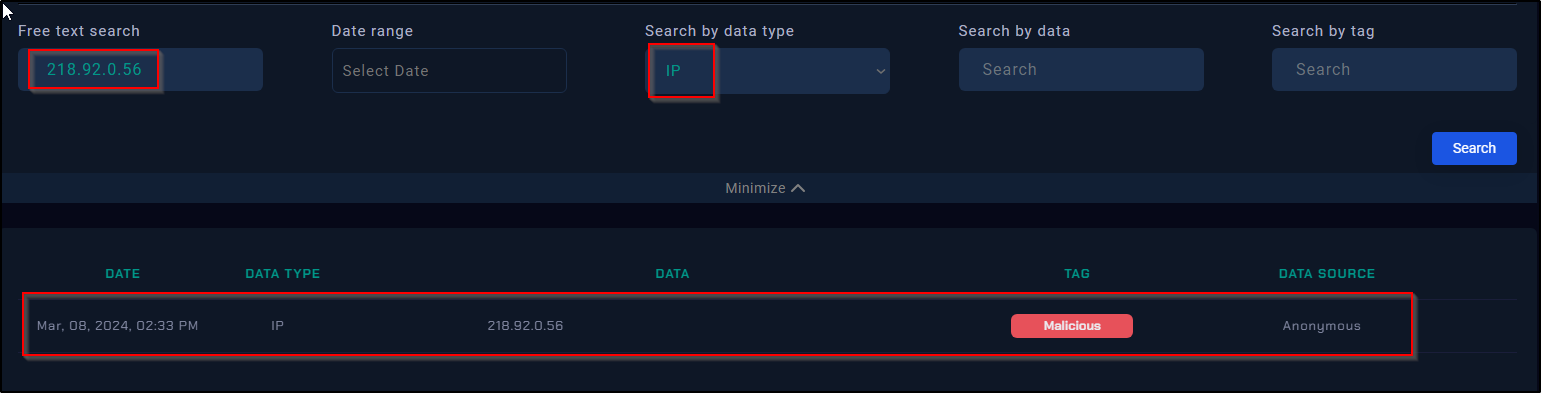 Free text search Date range Search by data type Search by data Search by tag
218.92.0.56 Select Date IP Search Search
Search
Minimize
DATE DATA TYPE DATA TAG DATA SOURCE
Mar, 08, 2024, 02:33 PM IP 218.92.0.56 Malicious Anonymous